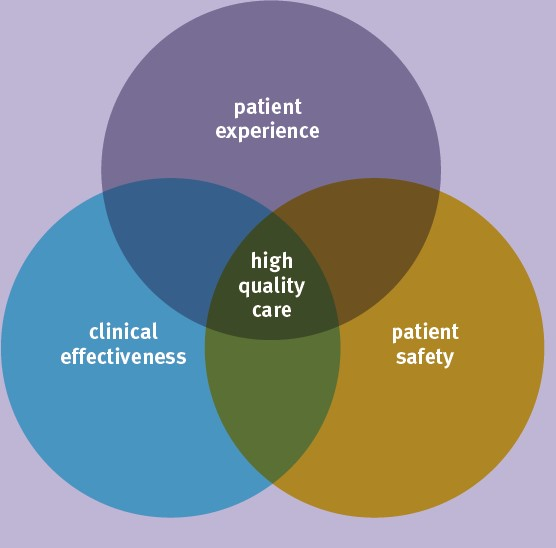 patient
experience
high
quality
care
clinical
effectiveness
patient
safety